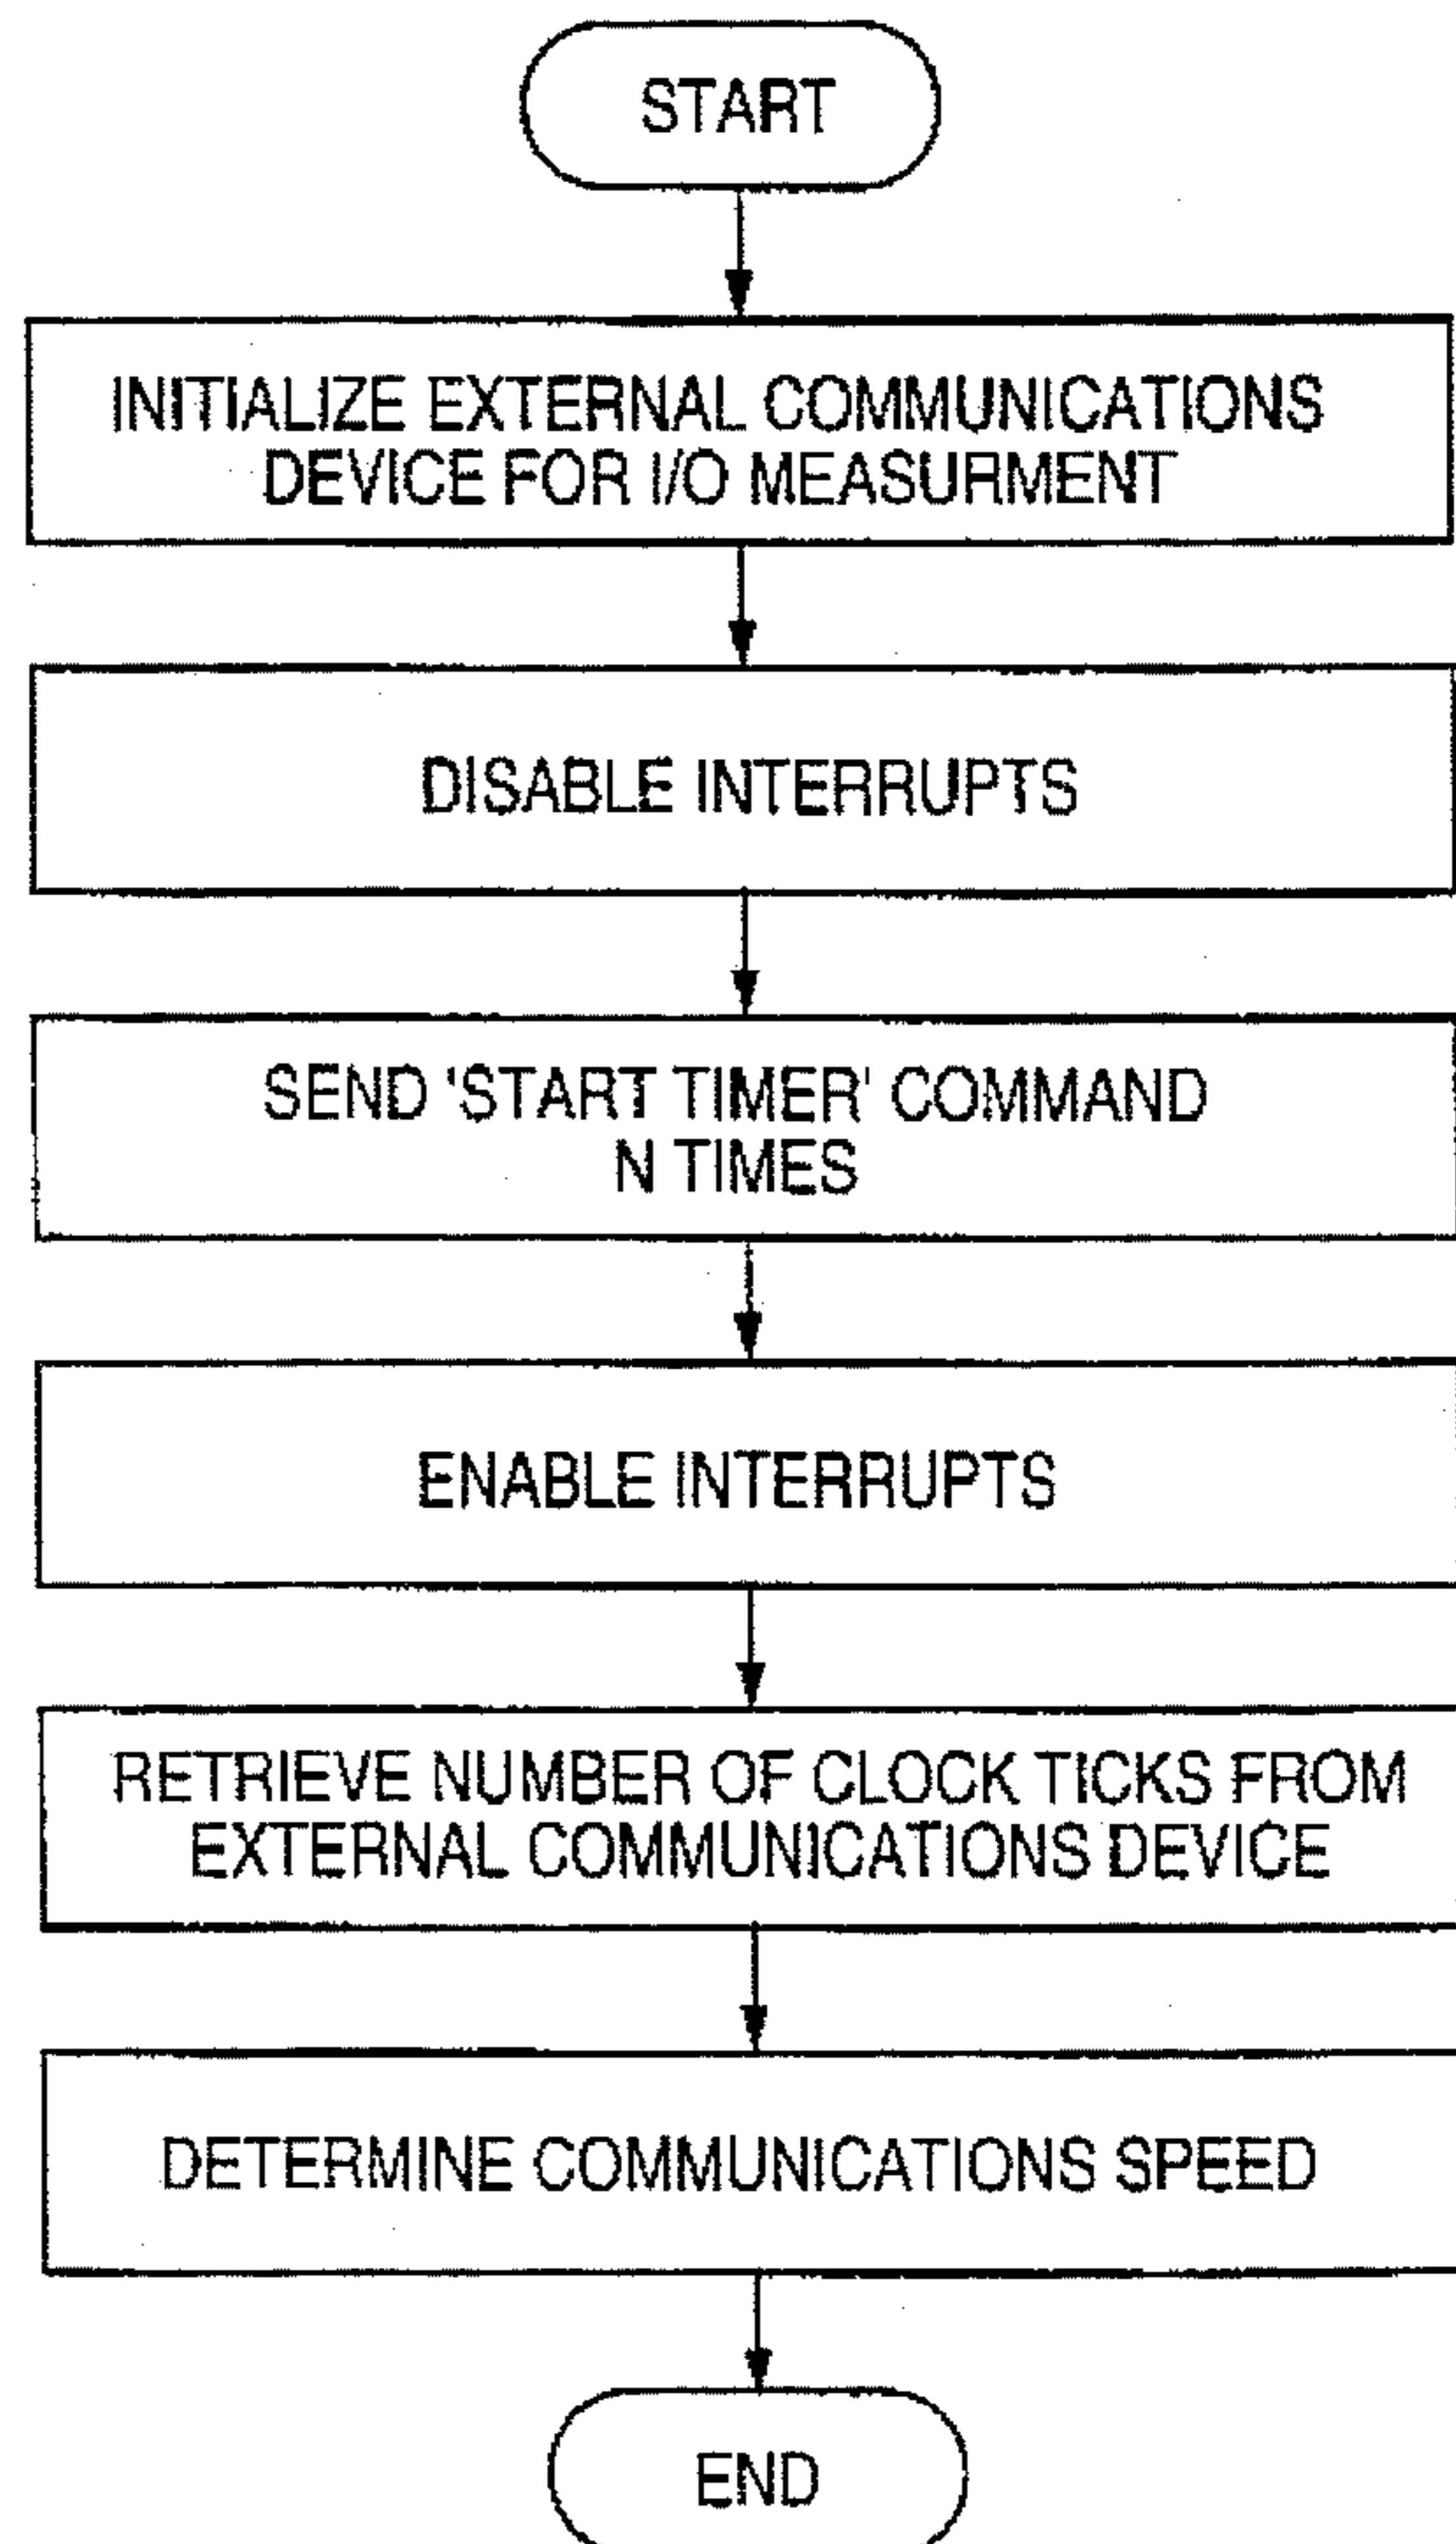 START
INITIALIZE EXTERNAL COMMUNICATIONS
DEVICE FOR I/O MEASURMENT
DISABLE INTERRUPTS
SEND 'START TIMER' COMMAND
N TIMES
ENABLE INTERRUPTS
RETRIEVE NUMBER OF CLOCK TICKS FROM
EXTERNAL COMMUNICATIONS DEVICE
DETERMINE COMMUNICATIONS SPEED
END